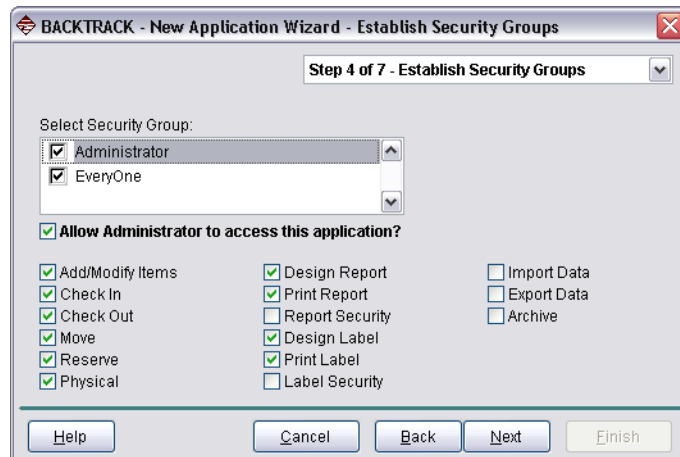 BACKTRACK - New Application Wizard - Establish Security Groups
Step 4 of 7 - Establish Security Groups
Select Security Group:
Administrator
EveryOne
Allow Administrator to access this application?
Add/Modify Items Design Report Import Data
Check In Print Report Export Data
Check Out Report Security Archive
Move Design Label
Reserve Print Label
Physical Label Security
Help Cancel Back Next Finish